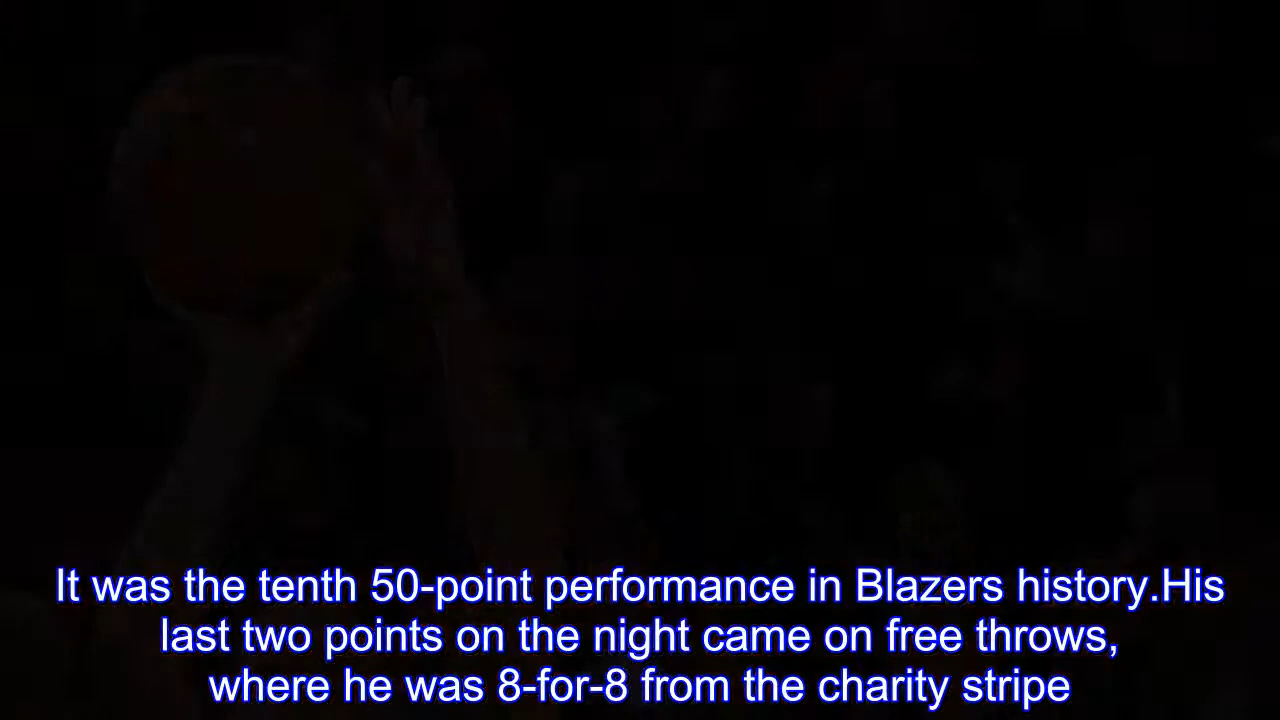 It was the tenth 50-point performance in Blazers history.His
last two points on the night came on free throws,
where he was 8-for-8 from the charity stripe